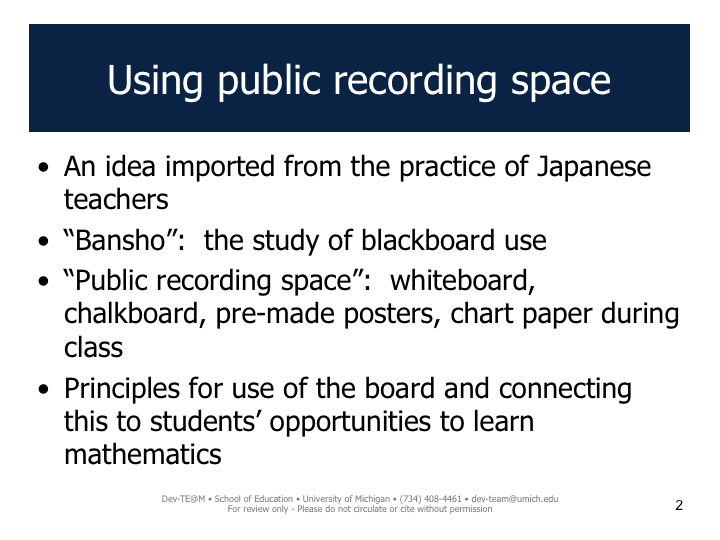 Using public recording space
• An idea imported from the practice of Japanese
teachers
• “Bansho”:  the study of blackboard use
• “Public recording space”:  whiteboard,
chalkboard, pre-made posters, chart paper during
class
• Principles for use of the board and connecting
this to students’ opportunities to learn
mathematics
Dev-TE@M • School of Education • University of Michigan • (734) 408-4461 • dev-team@umich.edu
For review only - Please do not circulate or cite without permission
2